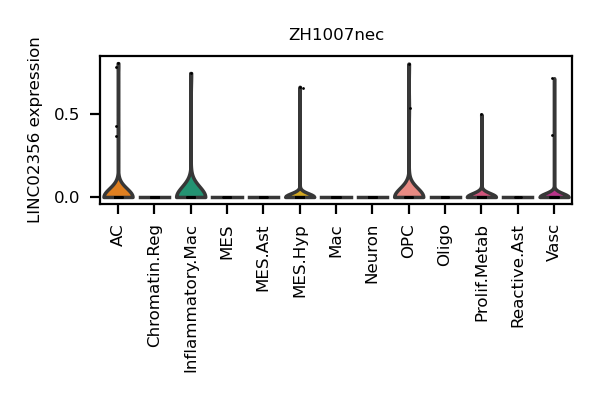 ZH1007nec
LINC02356 expression
0.5
0.0
AC
Chromatin.Reg
Inflammatory.Mac
MES
MES.Ast
MES.Hyp
Mac
Neuron
OPC
Oligo
Prolif.Metab
Reactive.Ast
Vasc